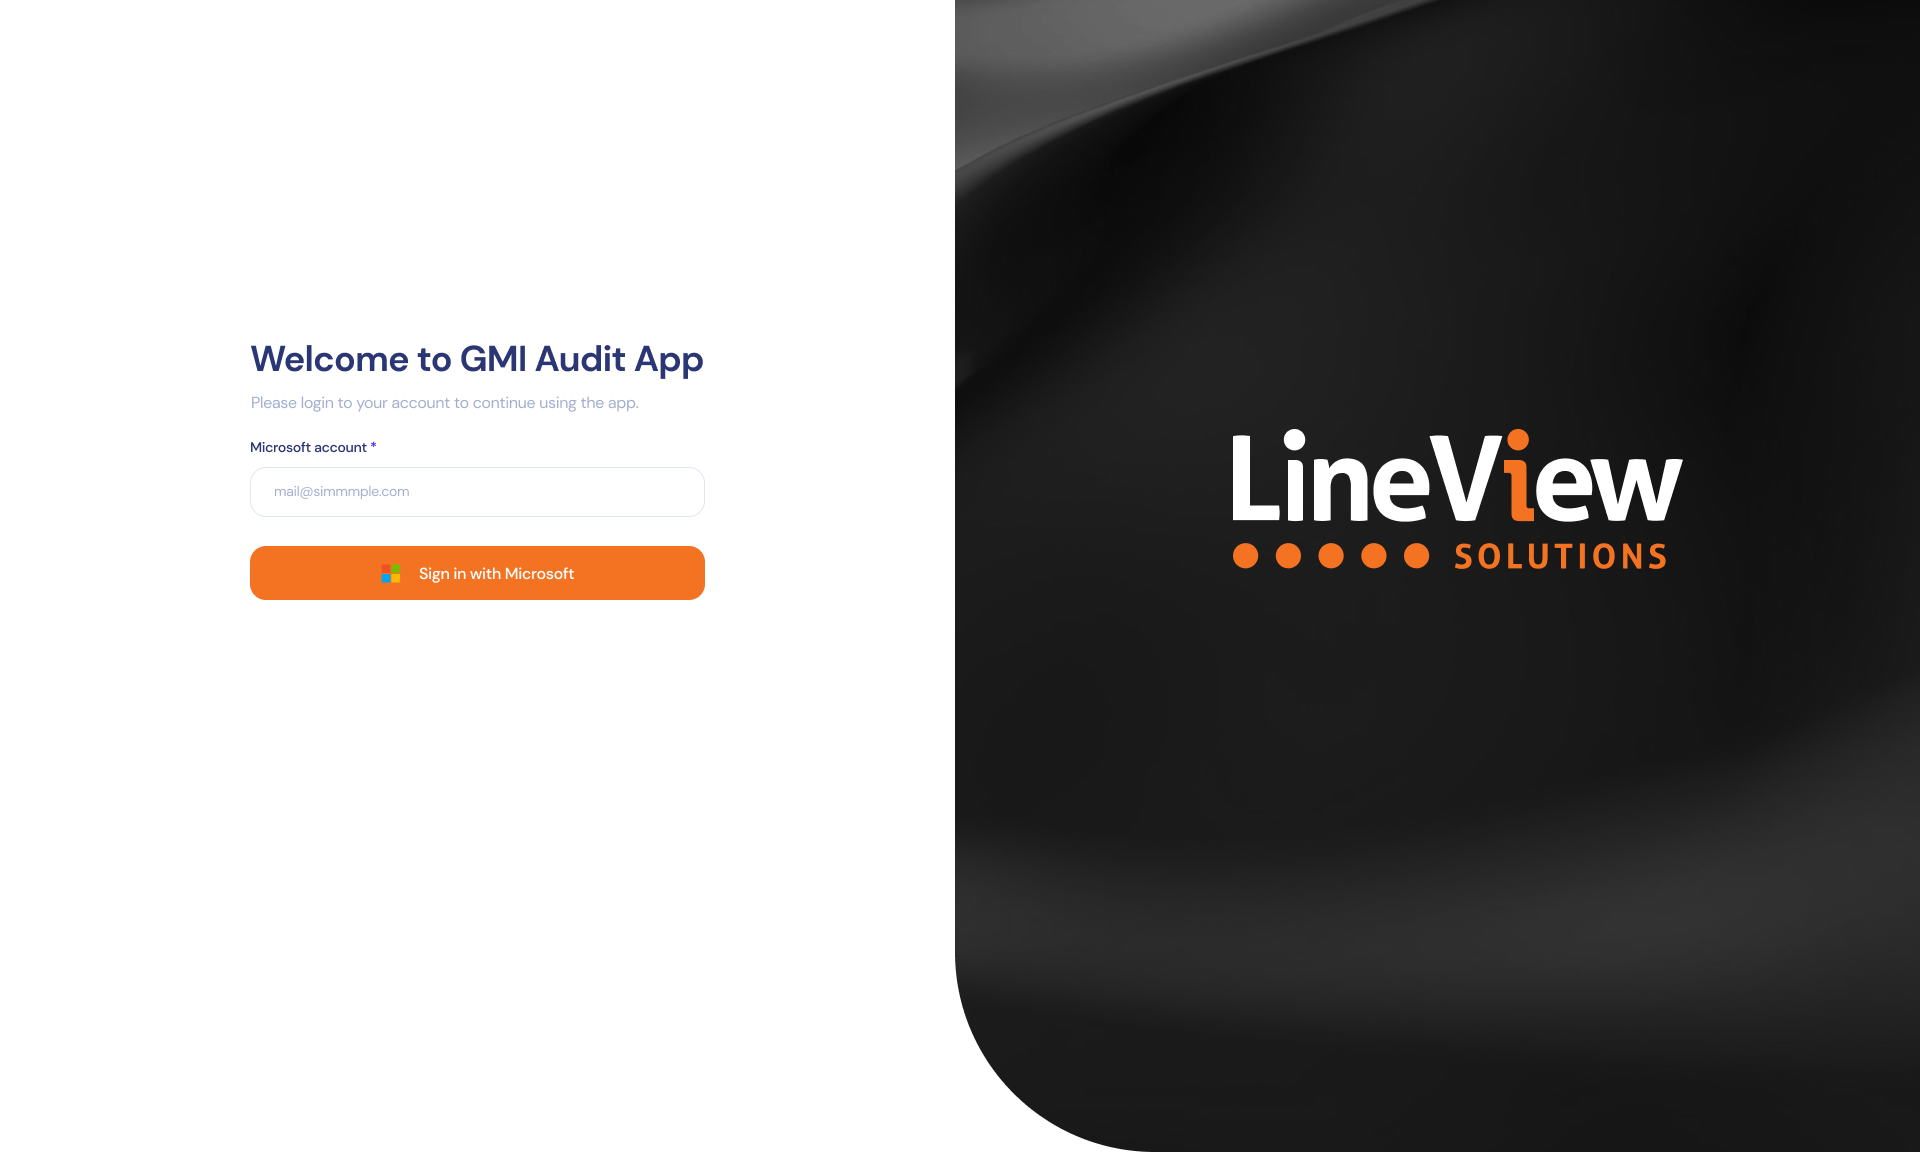 Welcome to GMI Audit App
Please login to your account to continue using the app.
Microsoft account *
mail@simmmple.com
Sign in with Microsoft
LineView
SOLUTIONS